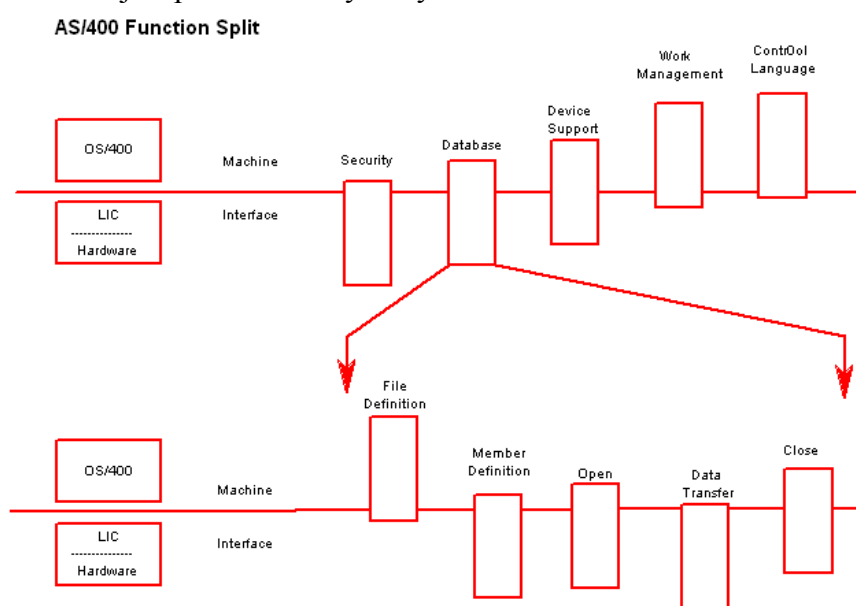 AS/400 Function Split
Work
Management
Contr0ol
Language
Device
Support
Database
Security
OS/400
Machine
LIC
--------------
Hardware
Interface
File
Definition
Member
Definition
Open
Data
Transfer
Close
OS/400
Machine
LIC
--------------
Hardware
Interface